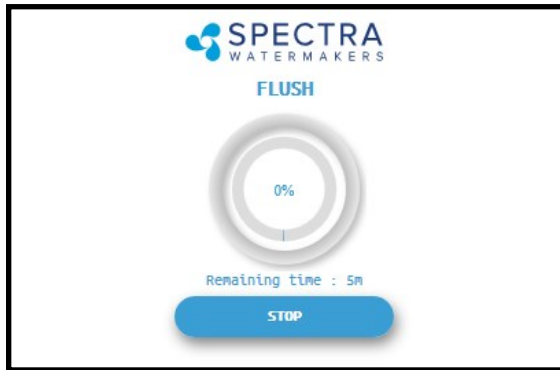 SPECTRA
WATERMAKERS
FLUSH
0%
Remaining time : 5m
STOP